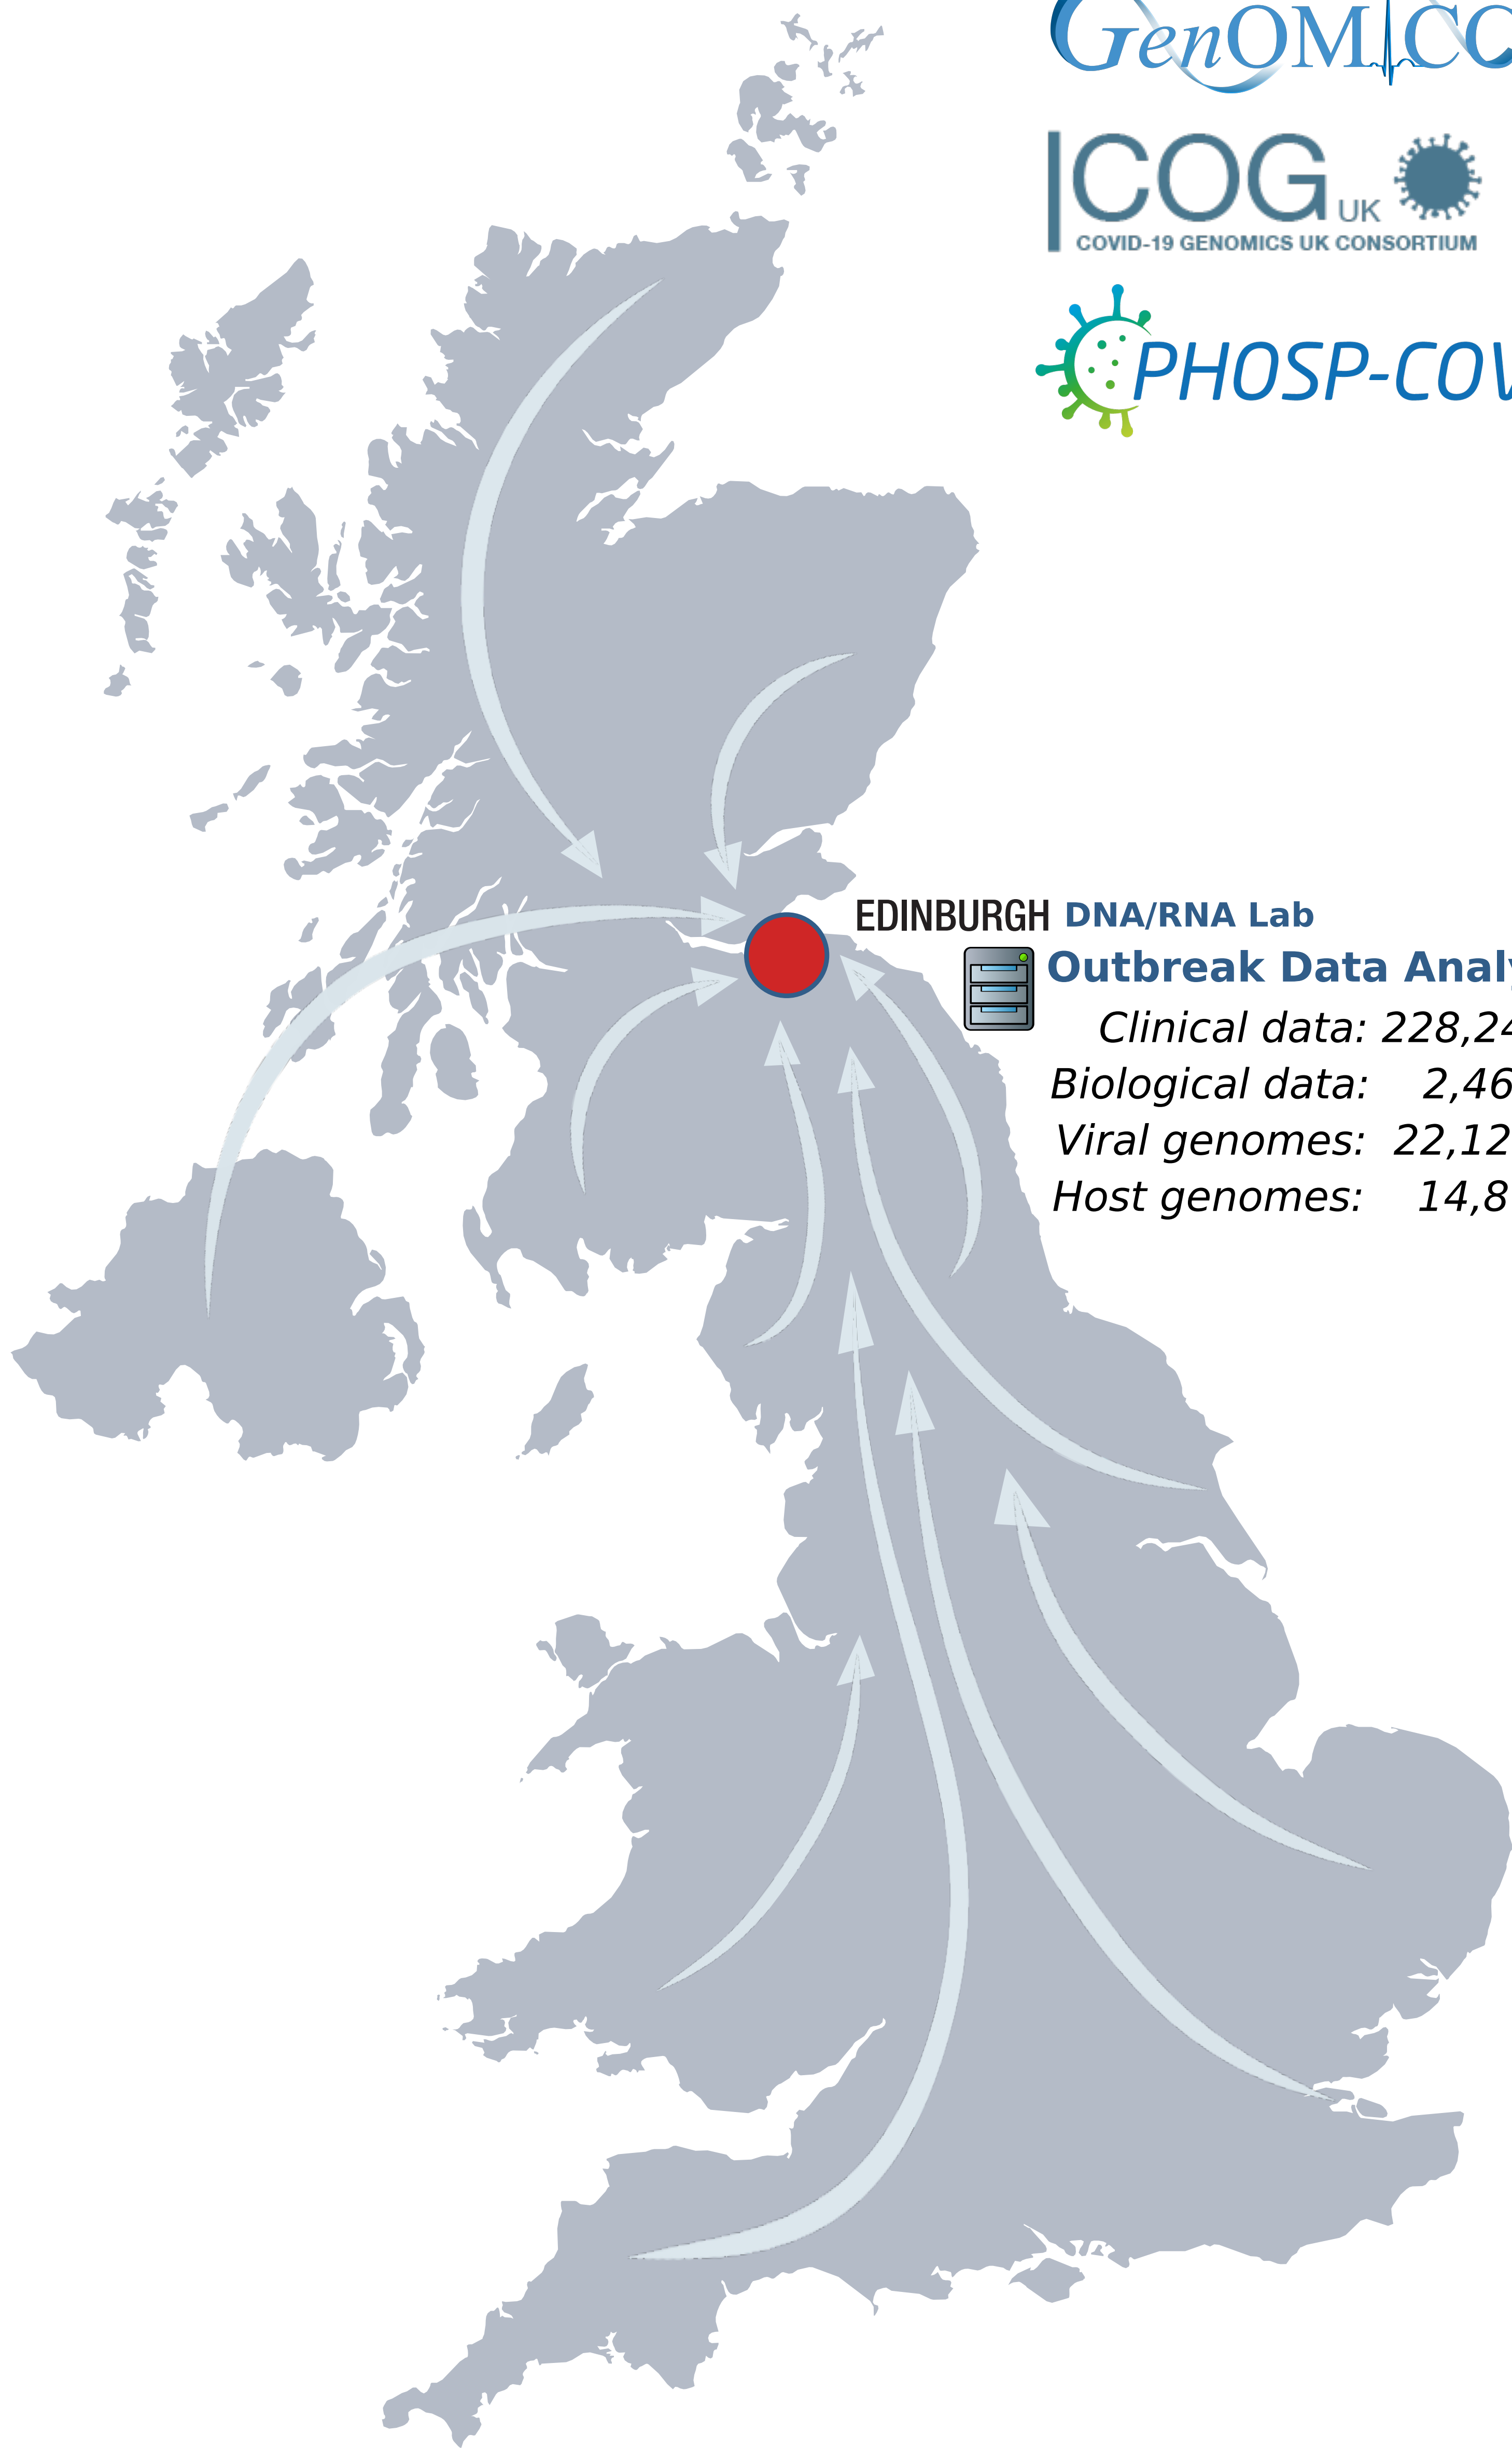 GenOMICC
COG UK
COVID-19 GENOMICS UK CONSORTIUM
PHOSP-COV
EDINBURGH DNA/RNA Lab
Outbreak Data Analy
Clinical data: 228,24
Biological data: 2,46
Viral genomes: 22,12
Host genomes: 14,8